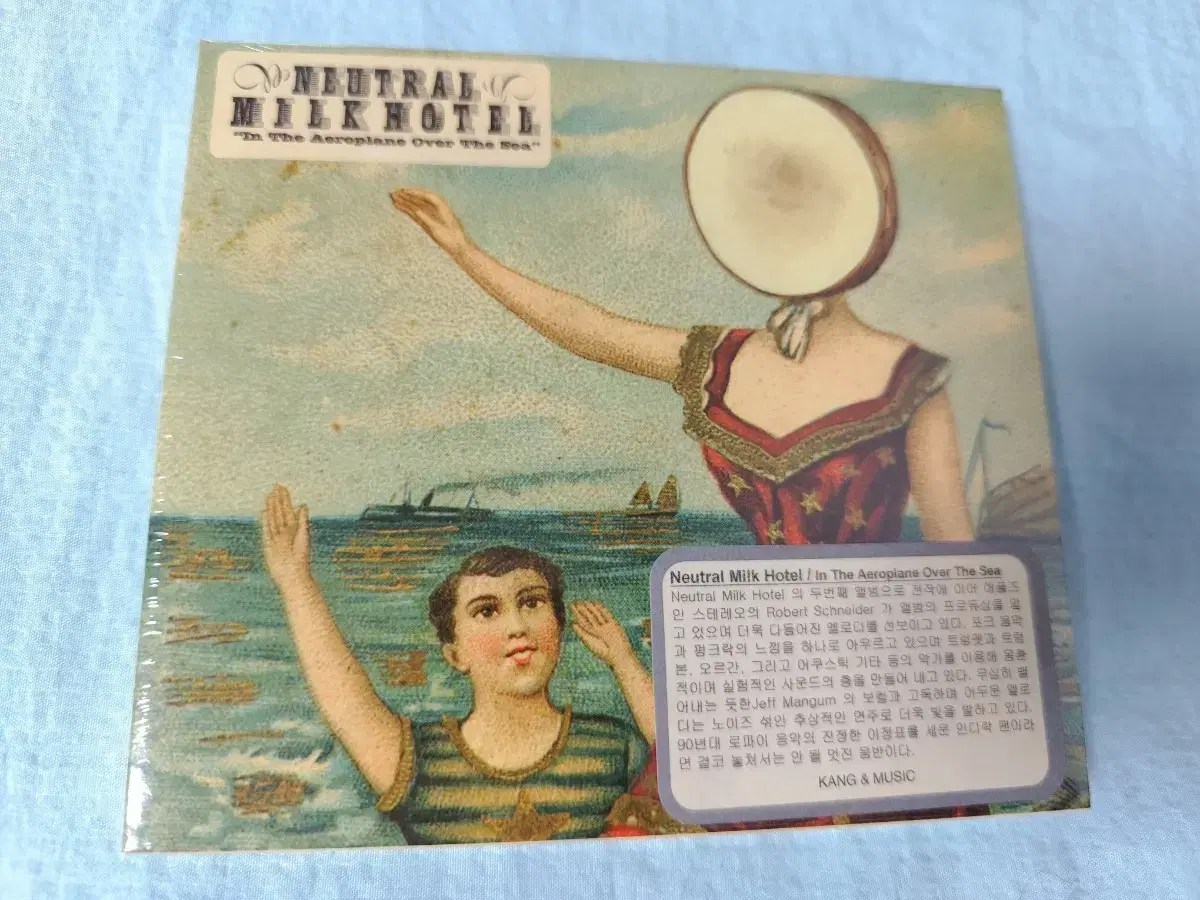 NEUTRAL
MILK HOTEL
"In The Aeroplane Over The Sea"
Neutral Milk Hotel / In The Aeroplane Over The Sea
Neutral Milk Hotel 의 두번째 앨범으로 전작에 이어 애플즈
인 스테레오의 Robert Schneider 가 앨범의 프로듀싱을 맡
고 있으며 더욱 다듬어진 멜로디를 선보이고 있다. 포크 음악
과 펑크락의 느낌을 하나로 아우르고 있으며 트럼펫과 트럼
본, 오르간, 그리고 어쿠스틱 기타 등의 악기를 이용해 몽환
적이며 실험적인 사운드의 층을 만들어 내고 있다. 무심히 뱉
어내는 듯한Jeff Mangum 의 보컬과 고독하며 어두운 멜로
디는 노이즈 섞인 추상적인 연주로 더욱 빛을 발하고 있다.
90년대 로파이 음악의 진정한 이정표를 세운 인디락 팬이라
면 결코 놓쳐서는 안 될 멋진 음반이다.
KANG & MUSIC